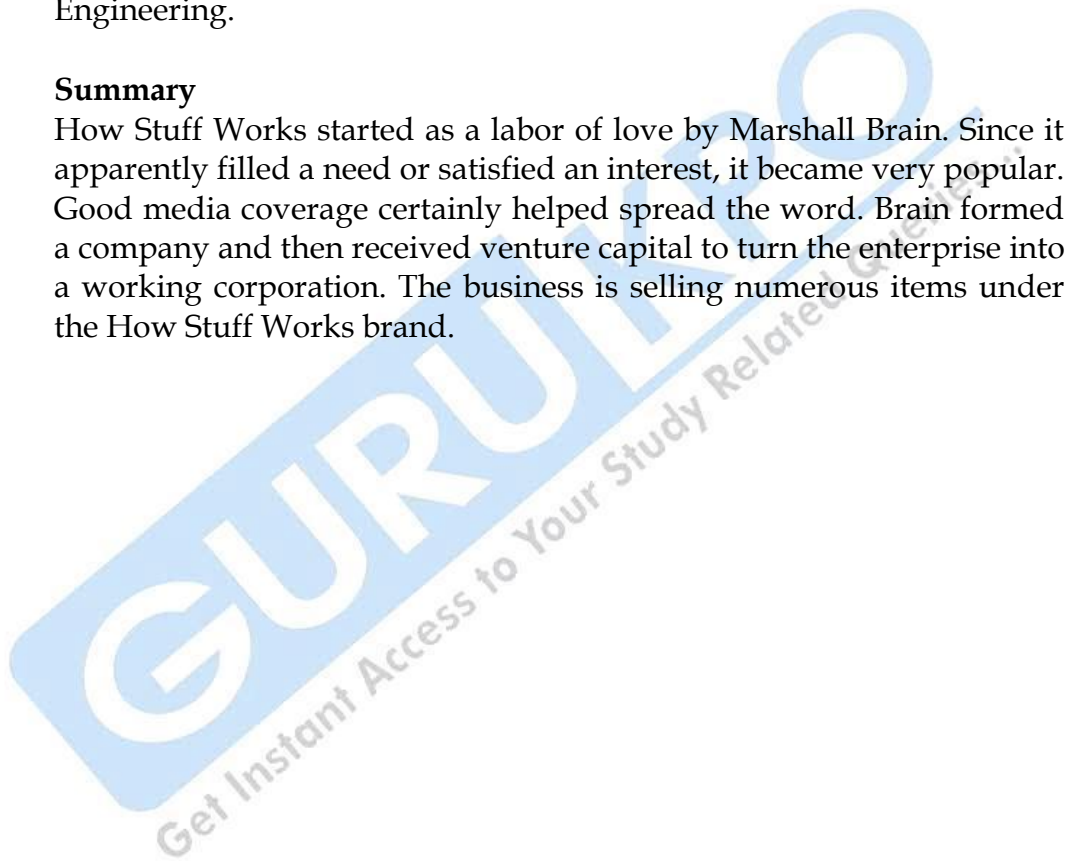 Engineering.
Summary
How Stuff Works started as a labor of love by Marshall Brain. Since it
apparently filled a need or satisfied an interest, it became very popular.
Good media coverage certainly helped spread the word. Brain formed
a company and then received venture capital to turn the enterprise into
a working corporation. The business is selling numerous items under
the How Stuff Works brand.
GURUKPO
Get Instant Access to Your Study Related Queries...